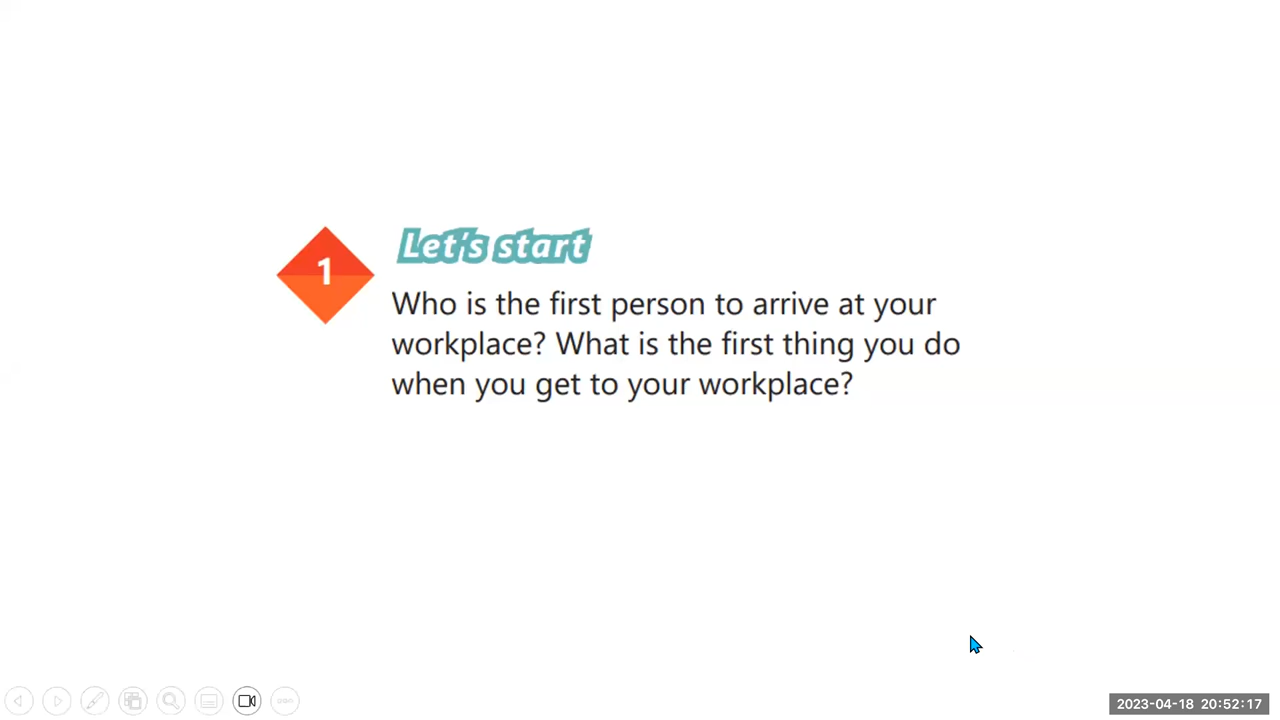 1
Let's start
Who is the first person to arrive at your
workplace? What is the first thing you do
when you get to your workplace?
2023-04-18 20:52:17